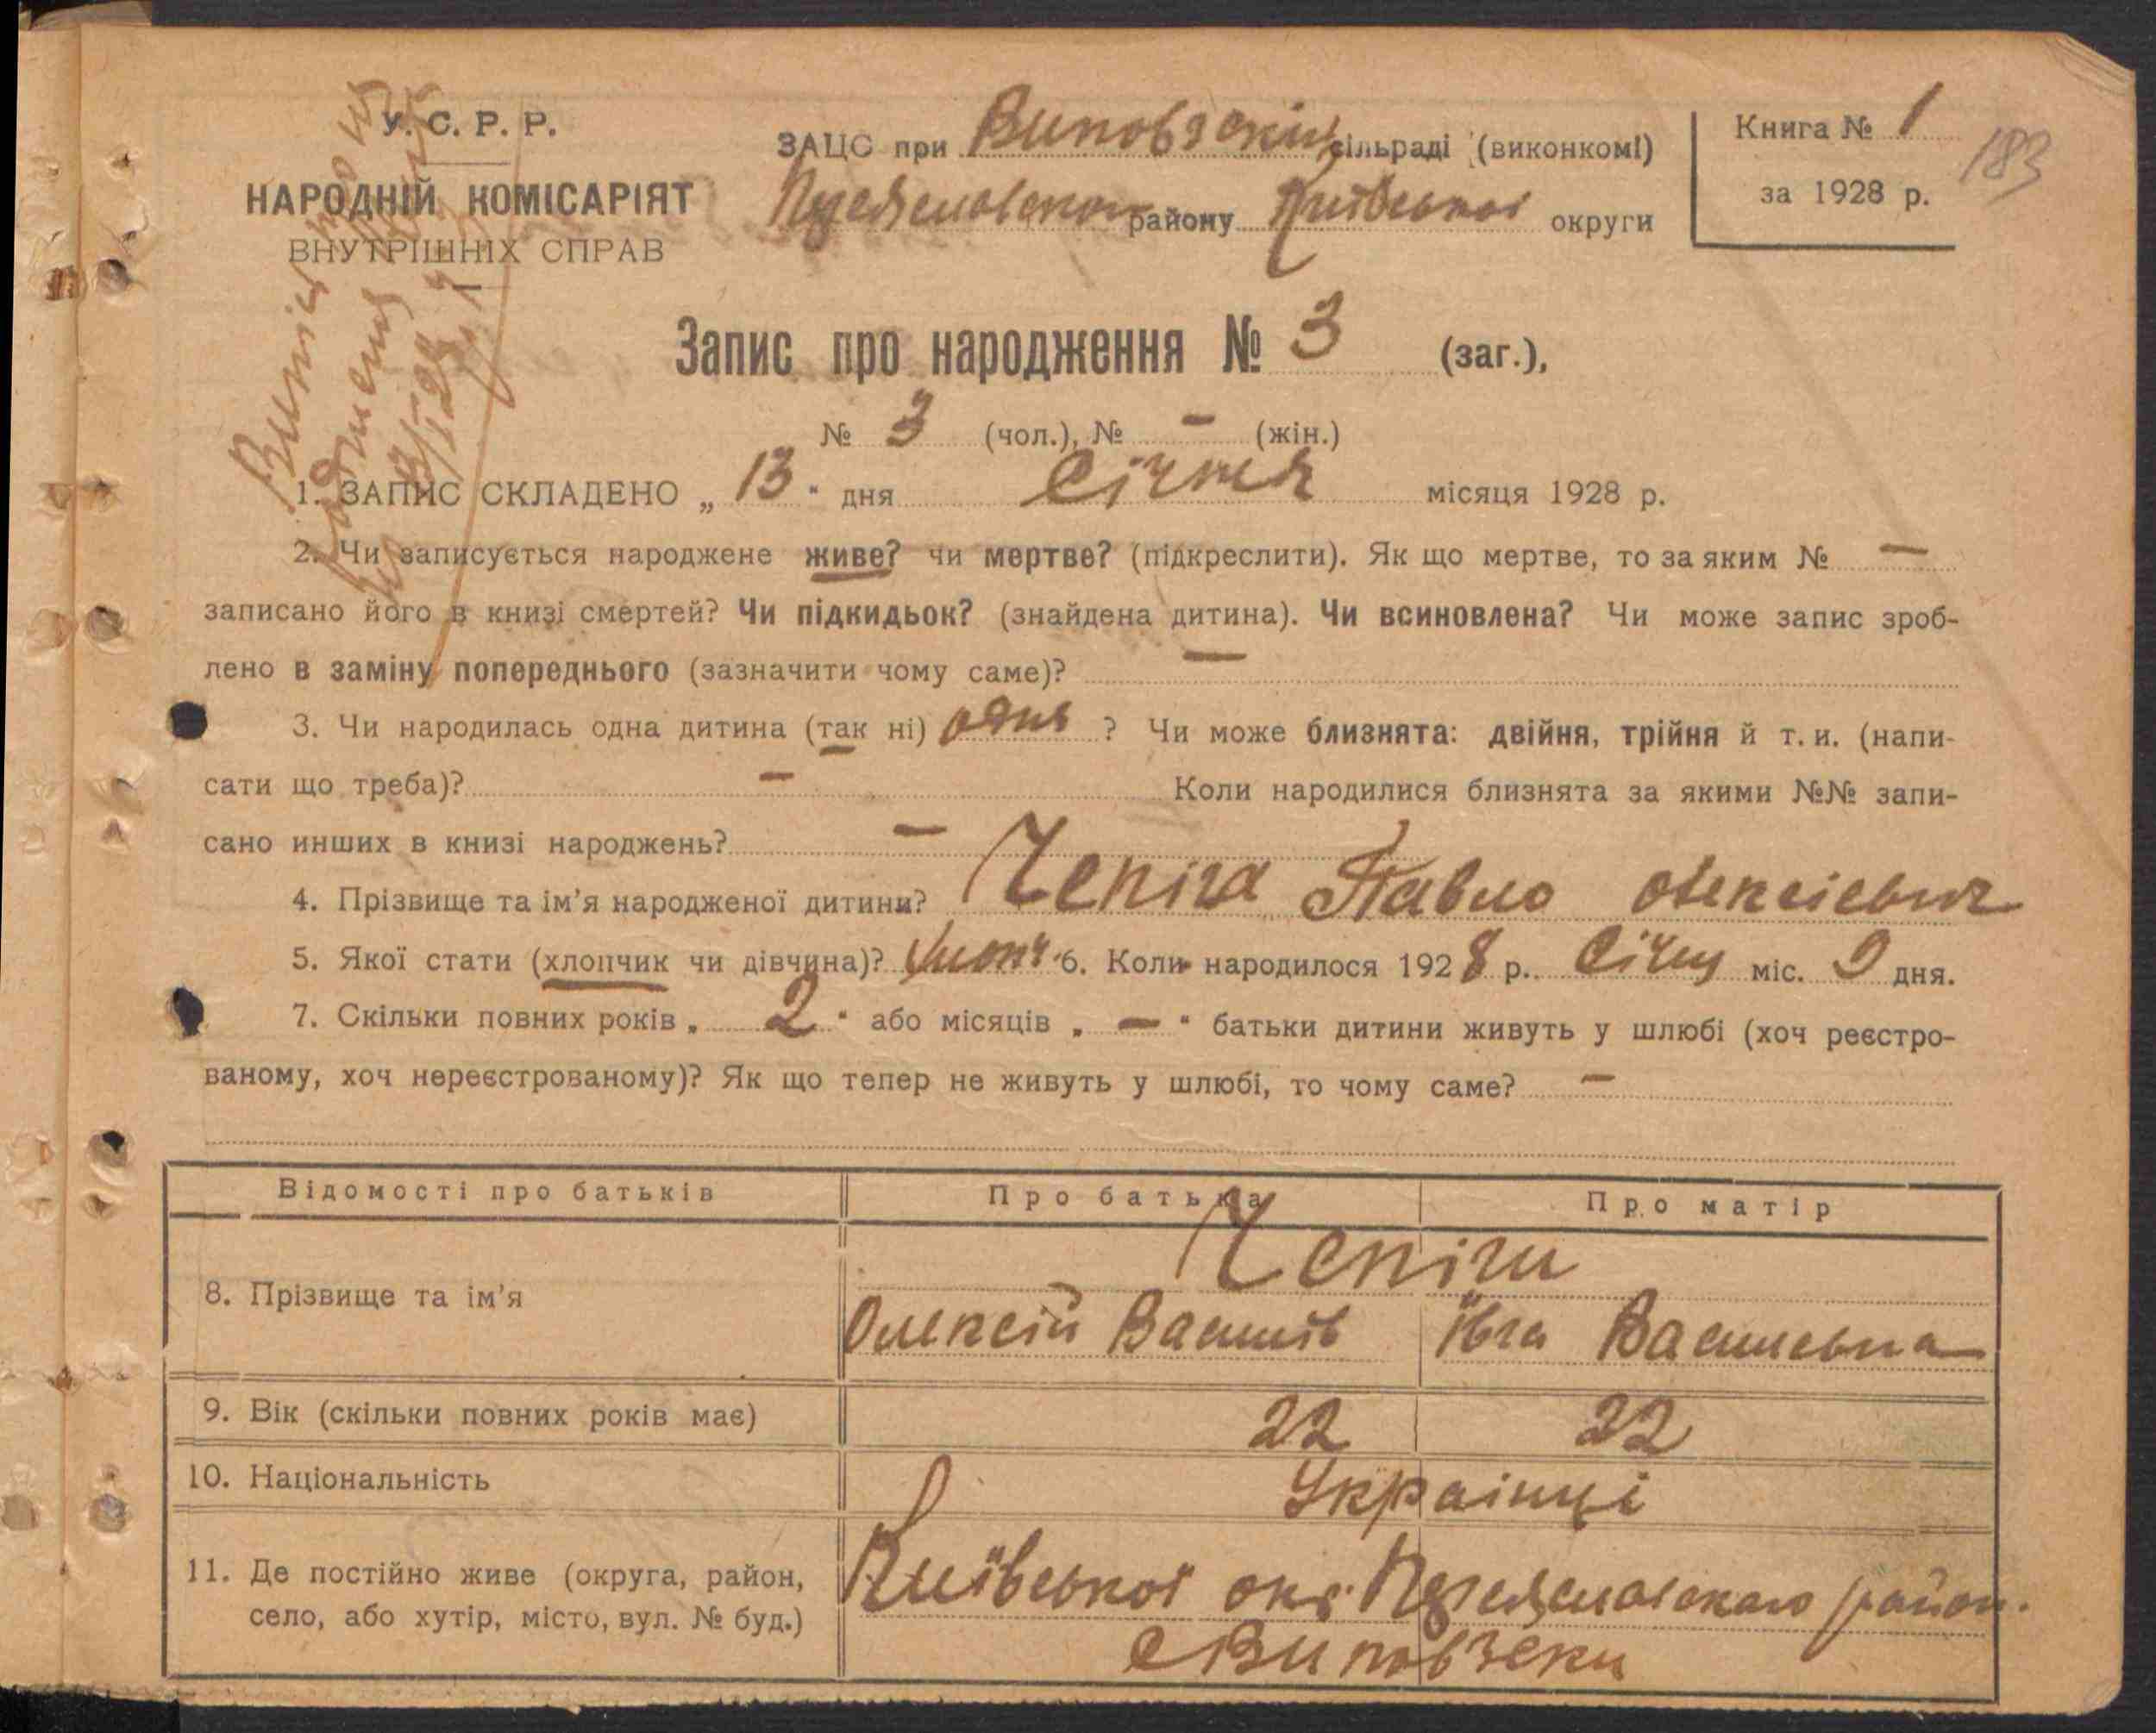 У. С. Р. Р.
НАРОДНІЙ КОМІСАРІЯТ
ВНУТРІШНІХ СПРАВ
ЗАЦС при Виповзский сільраді (виконкомі)
району Київської округи
Книга № 1
за 1928 р.
183
Запис про народження № 3 (заг.),
№ 3 (чол.), № — (жін.)
1. ЗАПИС СКЛАДЕНО „ 13 " дня Січня місяця 1928 р.
2. Чи записується народжене живе? чи мертве? (підкреслити). Як що мертве, то за яким № —
записано його в книзі смертей? Чи підкидьок? (знайдена дитина). Чи всиновлена? Чи може запис зроб-
лено в заміну попереднього (зазначити чому саме)? —
3. Чи народилась одна дитина (так ні) одна ? Чи може близнята: двійня, трійня й т. и. (напи-
сати що треба)? — Коли народилися близнята за якими №№ запи-
сано инших в книзі народжень? —
4. Прізвище та ім'я народженої дитини? Чепіга Павло Олексієвич
5. Якої стати (хлопчик чи дівчина)? хлопч. 6. Коли народилося 1928 р. Січня міс. 9 дня.
7. Скільки повних років „ 2 " або місяців „ — " батьки дитини живуть у шлюбі (хоч реєстро-
ваному, хоч нереєстрованому)? Як що тепер не живуть у шлюбі, то чому саме? —
Відомості про батьків Про батька Про матір
8. Прізвище та ім'я Чепіги
Олексій Васильів Івга Василевна
9. Вік (скільки повних років має) 22 22
10. Національність Українці
11. Де постійно живе (округа, район, Київської окр. район.
село, або хутір, місто, вул. № буд.) с Виповзски